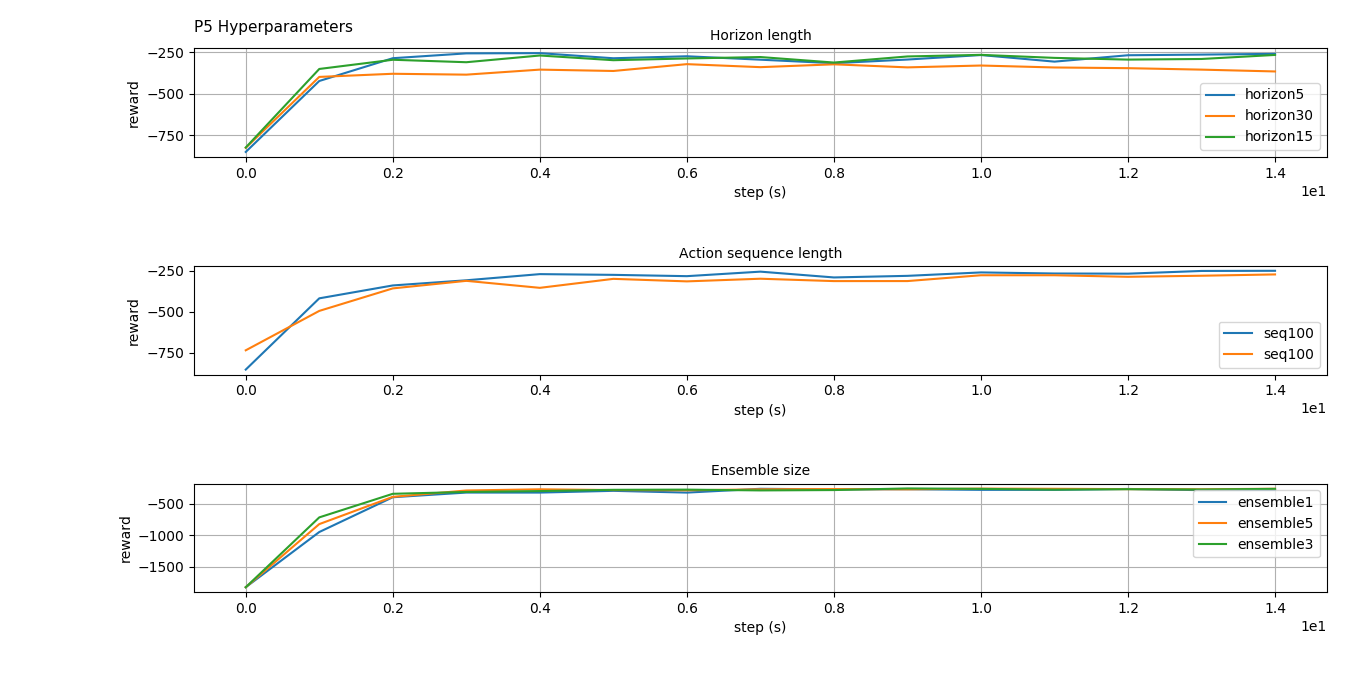 P5 Hyperparameters
Horizon length
−250
−500
−750
reward
horizon5
horizon30
horizon15
0.0 0.2 0.4 0.6 0.8 1.0 1.2 1.4
step (s)
1e1
Action sequence length
−250
−500
−750
reward
seq100
seq100
0.0 0.2 0.4 0.6 0.8 1.0 1.2 1.4
step (s)
1e1
Ensemble size
−500
−1000
−1500
reward
ensemble1
ensemble5
ensemble3
0.0 0.2 0.4 0.6 0.8 1.0 1.2 1.4
step (s)
1e1